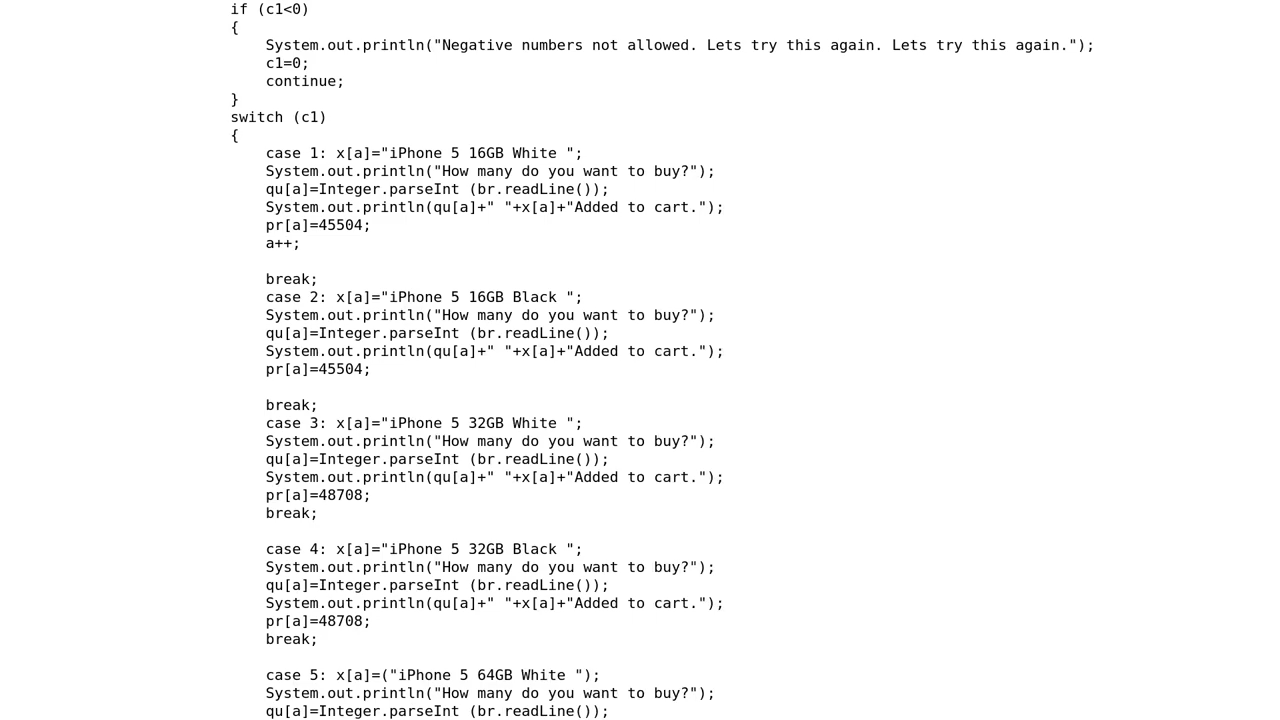 if (c1<0)
{
System.out.println("Negative numbers not allowed. Lets try this again. Lets try this again.");
c1=0;
continue;
}
switch (c1)
{
case 1: x[a]="iPhone 5 16GB White ";
System.out.println("How many do you want to buy?");
qu[a]=Integer.parseInt (br.readLine());
System.out.println(qu[a]+" "+x[a]+"Added to cart.");
pr[a]=45504;
a++;

break;
case 2: x[a]="iPhone 5 16GB Black ";
System.out.println("How many do you want to buy?");
qu[a]=Integer.parseInt (br.readLine());
System.out.println(qu[a]+" "+x[a]+"Added to cart.");
pr[a]=45504;

break;
case 3: x[a]="iPhone 5 32GB White ";
System.out.println("How many do you want to buy?");
qu[a]=Integer.parseInt (br.readLine());
System.out.println(qu[a]+" "+x[a]+"Added to cart.");
pr[a]=48708;
break;

case 4: x[a]="iPhone 5 32GB Black ";
System.out.println("How many do you want to buy?");
qu[a]=Integer.parseInt (br.readLine());
System.out.println(qu[a]+" "+x[a]+"Added to cart.");
pr[a]=48708;
break;

case 5: x[a]=("iPhone 5 64GB White ");
System.out.println("How many do you want to buy?");
qu[a]=Integer.parseInt (br.readLine());